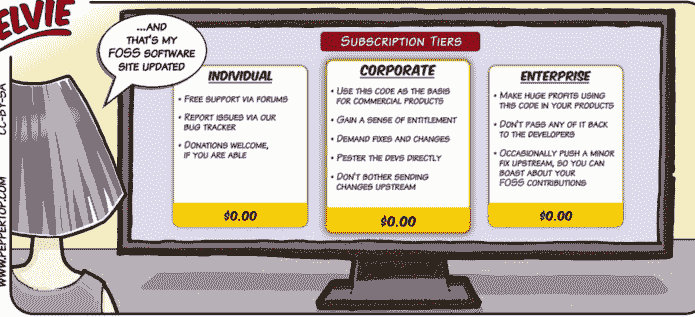 ELVIE
...AND
THAT'S MY
FOSS SOFTWARE
SITE UPDATED
CC-BY-SA
WWW.PEPPERTOP.COM
SUBSCRIPTION TIERS
INDIVIDUAL
• FREE SUPPORT VIA FORUMS
• REPORT ISSUES VIA OUR
BUG TRACKER
• DONATIONS WELCOME,
IF YOU ARE ABLE
$0.00
CORPORATE
• USE THIS CODE AS THE BASIS
FOR COMMERCIAL PRODUCTS
• GAIN A SENSE OF ENTITLEMENT
• DEMAND FIXES AND CHANGES
• PESTER THE DEVS DIRECTLY
• DON'T BOTHER SENDING
CHANGES UPSTREAM
$0.00
ENTERPRISE
• MAKE HUGE PROFITS USING
THIS CODE IN YOUR PRODUCTS
• DON'T PASS ANY OF IT BACK
TO THE DEVELOPERS
• OCCASIONALLY PUSH A MINOR
FIX UPSTREAM, SO YOU CAN
BOAST ABOUT YOUR
FOSS CONTRIBUTIONS
$0.00